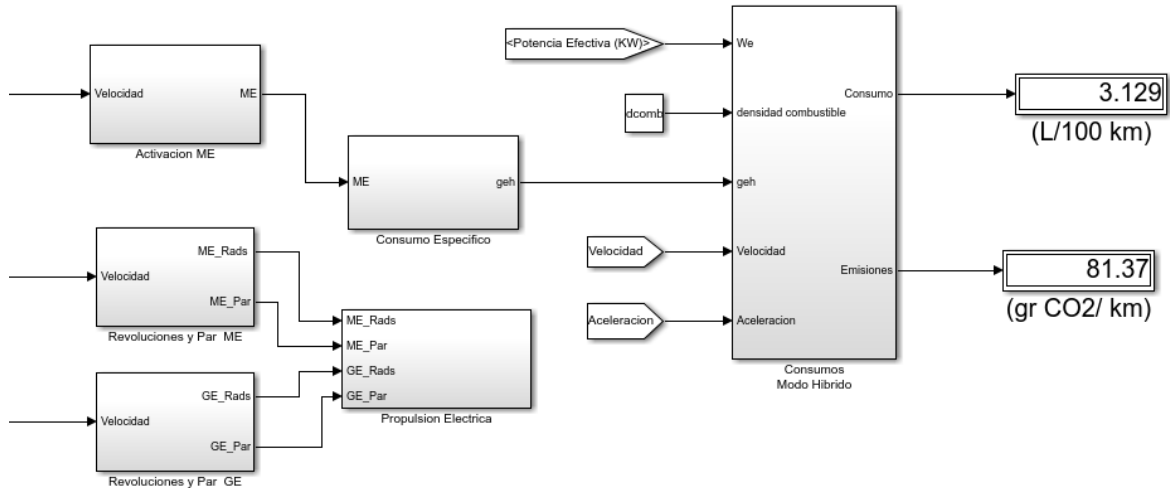 Velocidad
ME
Activacion ME
ME
geh
Consumo Especifico
Velocidad
ME_Rads
ME_Par
Revoluciones y Par ME
Velocidad
GE_Rads
GE_Par
Revoluciones y Par GE
ME_Rads
ME_Par
GE_Rads
GE_Par
Propulsion Electrica
<Potencia Efectiva (KW)>
dcomb
Velocidad
Aceleracion
We
densidad combustible
geh
Velocidad
Aceleracion
Consumo
Emisiones
Consumos
Modo Hibrido
3.129
(L/100 km)
81.37
(gr CO2/ km)